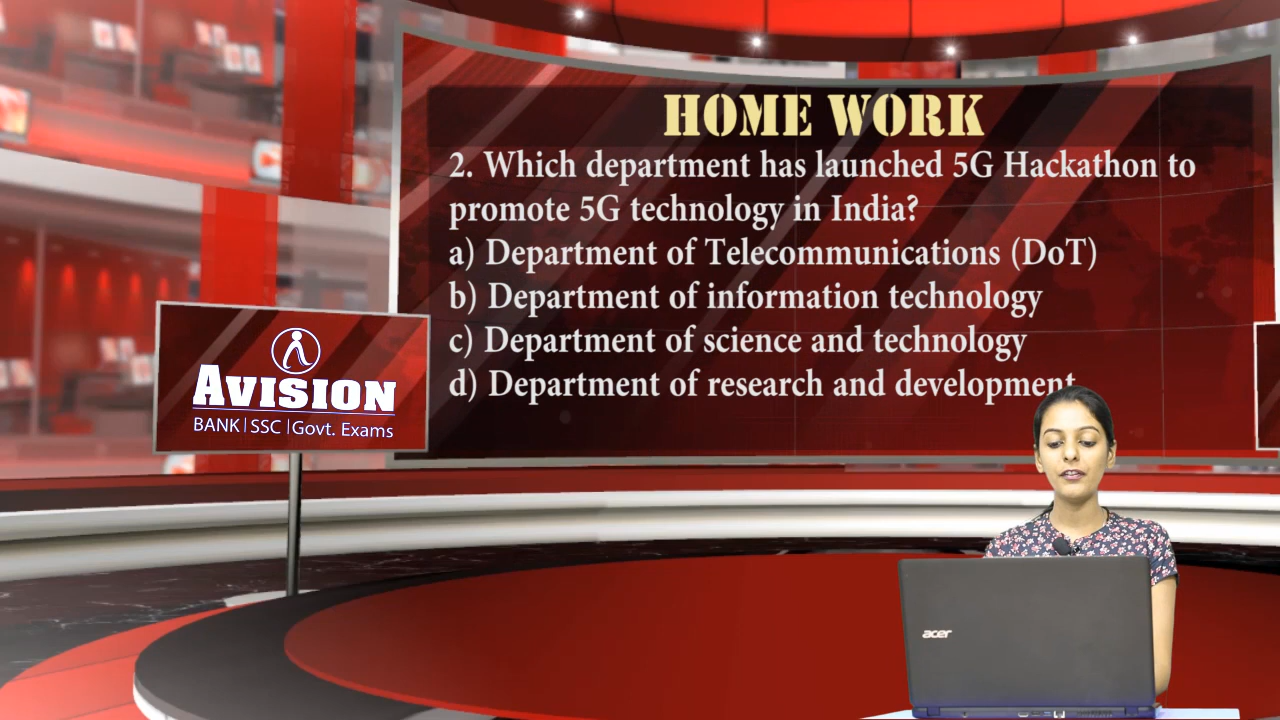 HOME WORK
2. Which department has launched 5G Hackathon to
promote 5G technology in India?
a) Department of Telecommunications (DoT)
b) Department of information technology
c) Department of science and technology
d) Department of research and development
AVISION
BANK|SSC |Govt. Exams
acer